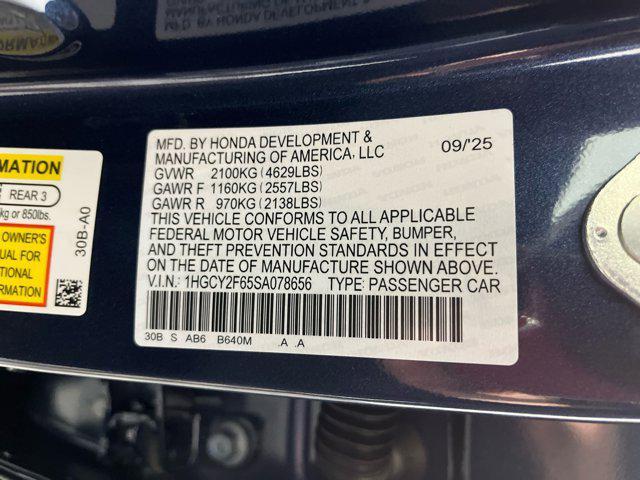 MFD. BY HONDA DEVELOPMENT &
MANUFACTURING OF AMERICA, LLC 09/'25
GVWR 2100KG (4629LBS)
GAWR F 1160KG (2557LBS)
GAWR R 970KG (2138LBS)
THIS VEHICLE CONFORMS TO ALL APPLICABLE
FEDERAL MOTOR VEHICLE SAFETY, BUMPER,
AND THEFT PREVENTION STANDARDS IN EFFECT
ON THE DATE OF MANUFACTURE SHOWN ABOVE.
V.I.N.: 1HGCY2F65SA078656 TYPE: PASSENGER CAR
30B S AB6 B640M .A .A
RMATION
REAR 3
kg or 850lbs.
OWNER'S
UAL FOR
TIONAL
RMATION
30B-A0